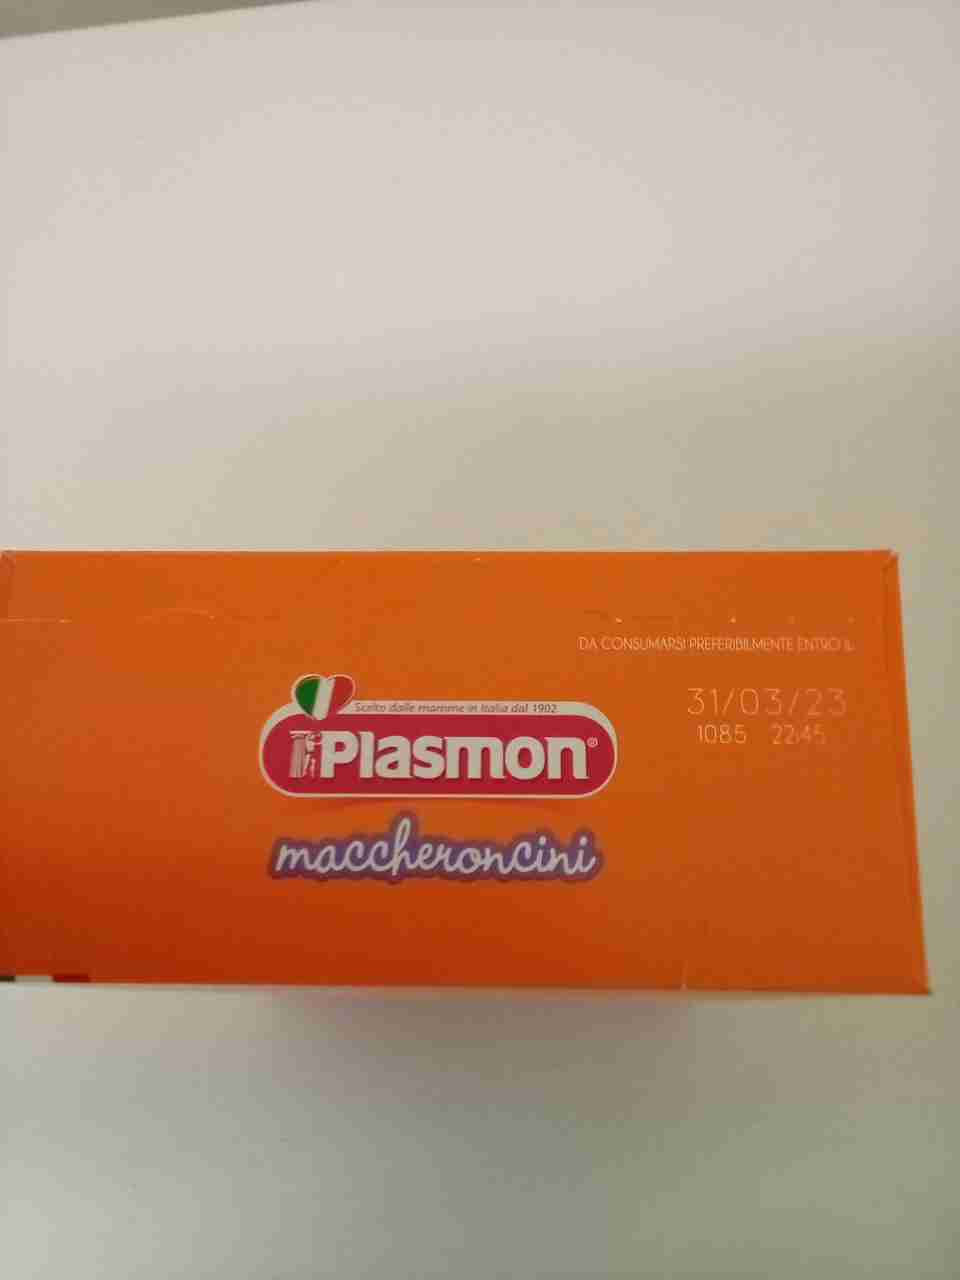 DA CONSUMARSI PREFERIBILMENTE ENTRO IL
31/03/23
1085 22:45
Scelto dalle mamme in Italia dal 1902
Plasmon®
maccheroncini